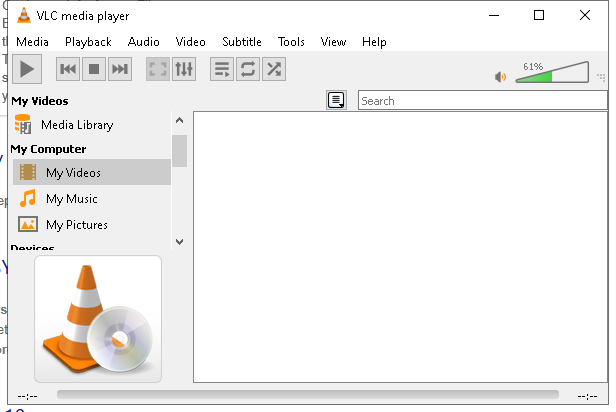 VLC media player
Media Playback Audio Video Subtitle Tools View Help
61%
My Videos
Search
Media Library
My Computer
My Videos
My Music
My Pictures
Devices
--:-- --:--